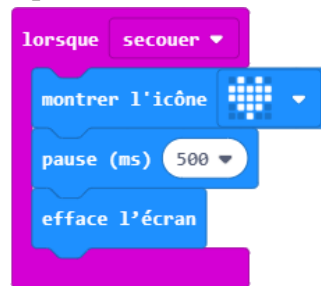 lorsque secouer
montrer l'icône
pause (ms) 500
efface l’écran